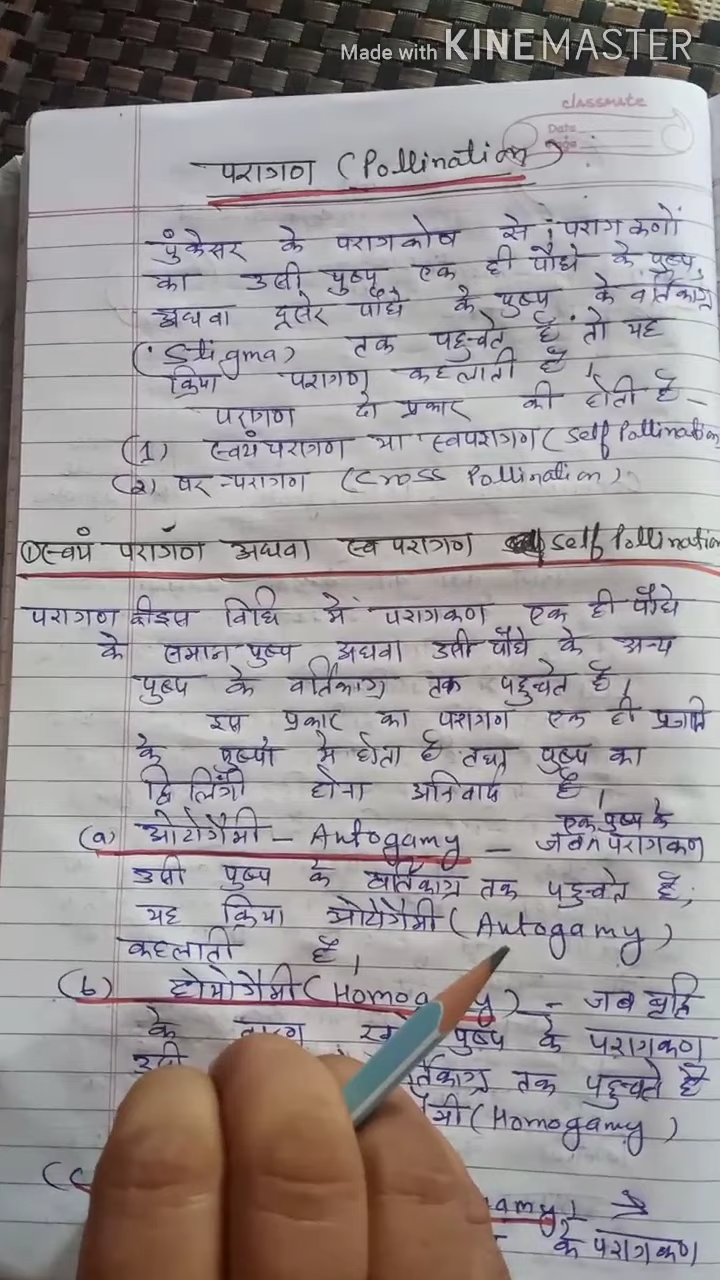 Made with KINEMASTER
classmate
Date
Page
परागण (Pollination)
पुंकेसर के परागकोष से परागकणों
का उसी पुष्प एक ही पौधे के पुष्प
अथवा दूसरे पौधे के पुष्प के वर्तिकाग्र
(Stigma) तक पहुचते है तो यह
क्रिया परागण कहलाती है।
परागण दो प्रकार की होती है -
(1) स्वयंपरागण या स्वपरागण (Self Pollination)
(2) पर -परागण (Cross Pollination)
① स्वयं परागण अथवा स्व परागण Self Pollination
परागण की इस विधि में परागकण एक ही पौधे
के समान पुष्प अथवा उसी पौधे के अन्य
पुष्प के वर्तिकाग्र तक पहुचते है।
इस प्रकार का परागण एक ही प्रजाति
के पुष्पो मे होता है तथा पुष्प का
द्विलिंगी होना अनिवार्य है।
एक पुष्प के
(a) ओटोगैमी - Autogamy - जब परागकण
उसी पुष्प के वर्तिकाग्र तक पहुचते है,
यह क्रिया ओटोगैमी (Autogamy)
कहलाती है।
(b) होमोगैमी (Homogamy) - जब
के पुष्प के परागकण
उसी तक पहुचते है
(Homogamy)
(c
gamy) →
के परागकण